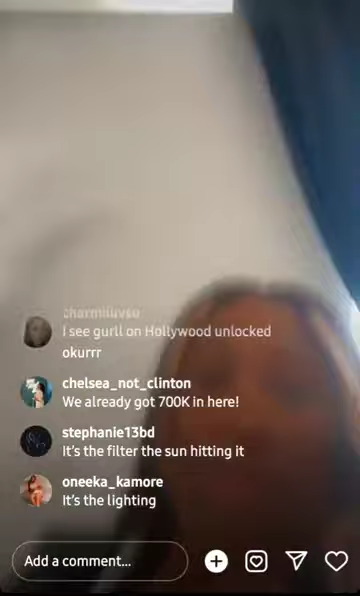 charmiluvsu
I see gurll on Hollywood unlocked
okurrr
chelsea_not_clinton
We already got 700K in here!
stephanie13bd
It's the filter the sun hitting it
oneeka_kamore
It's the lighting
Add a comment...